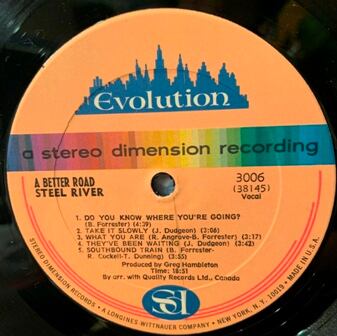 Evolution
a stereo dimension recording
A BETTER ROAD
STEEL RIVER
3006
(38145)
Vocal
1. DO YOU KNOW WHERE YOU'RE GOING?
(B. Forrester) (4:39)
2. TAKE IT SLOWLY (J. Dudgeon) (3:06)
3. WHAT YOU ARE (R. Angrove-B. Forrester) (3:17)
4. THEY'VE BEEN WAITING (J. Dudgeon) (3:42)
5. SOUTHBOUND TRAIN (B. Forrester-
R. Cuckell-T. Dunning) (3:55)
Produced by Greg Hambleton
Time: 18:51
By arr. with Quality Records Ltd., Canada
SD
STEREO DIMENSION RECORDS • A LONGINES-WITTNAUER COMPANY • NEW YORK, N.Y. 10019 • MADE IN U.S.A.